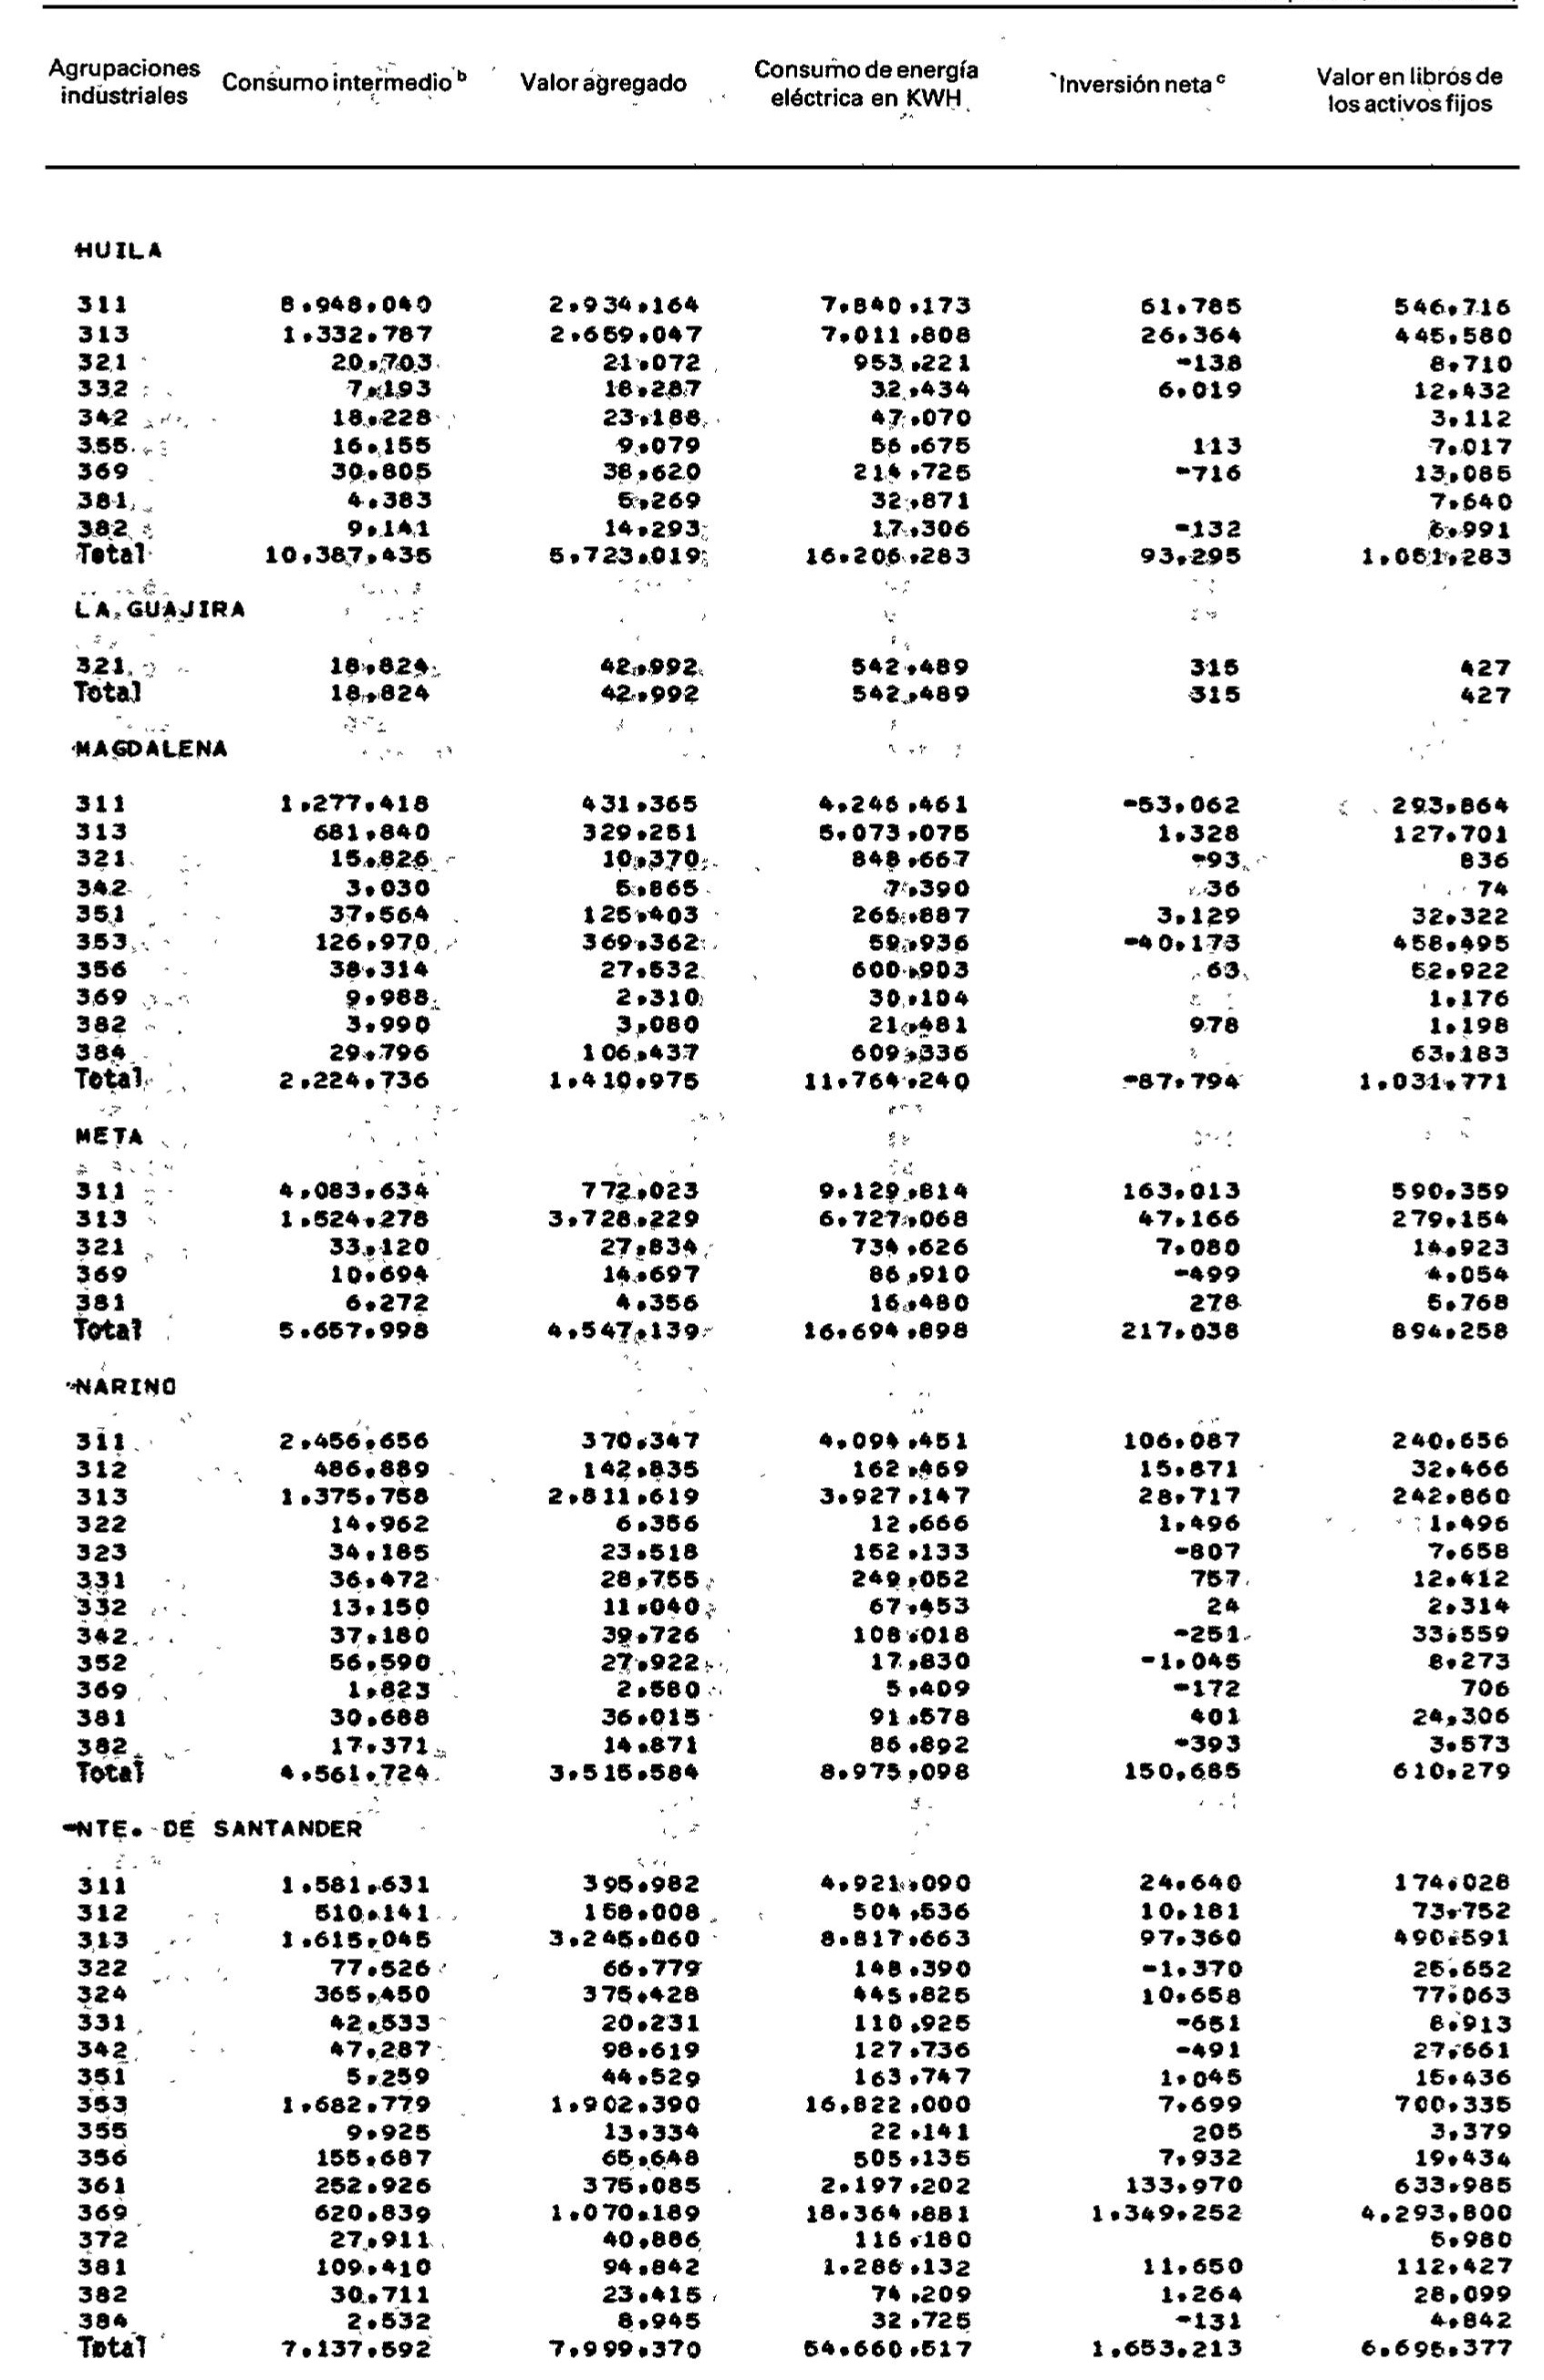 Agrupaciones industriales Consumo intermedio b Valor agregado Consumo de energía eléctrica en KWH Inversión neta c Valor en libros de los activos fijos
HUILA
311 8.948.040 2.934.164 7.840.173 61.785 546.716
313 1.332.787 2.659.047 7.011.808 26.364 445.580
321 20.703 21.072 953.221 -138 8.710
332 7.193 18.287 32.434 6.019 12.432
342 18.228 23.188 47.070 3.112
355 16.155 9.079 56.675 113 7.017
369 30.805 38.620 214.725 -716 13.085
381 4.383 5.269 32.871 7.640
382 9.141 14.293 17.306 -132 6.991
Total 10.387.435 5.723.019 16.206.283 93.295 1.051.283
LA GUAJIRA
321 18.824 42.992 542.489 315 427
Total 18.824 42.992 542.489 315 427
MAGDALENA
311 1.277.418 431.365 4.246.461 -53.062 293.864
313 681.840 329.251 5.073.075 1.328 127.701
321 15.826 10.370 848.667 -93 836
342 3.030 5.865 7.390 36 74
351 37.564 125.403 266.887 3.129 32.322
353 126.970 369.362 59.936 -40.173 458.495
356 38.314 27.532 600.903 63 52.922
369 9.988 2.310 30.104 1.176
382 3.990 3.080 21.481 978 1.198
384 29.796 106.437 609.336 63.183
Total 2.224.736 1.410.975 11.764.240 -87.794 1.031.771
META
311 4.083.634 772.023 9.129.814 163.013 590.359
313 1.524.278 3.728.229 6.727.068 47.166 279.154
321 33.120 27.834 734.626 7.080 14.923
369 10.694 14.697 86.910 -499 4.054
381 6.272 4.356 16.480 278 5.768
Total 5.657.998 4.547.139 16.694.898 217.038 894.258
NARINO
311 2.456.656 370.347 4.094.451 106.087 240.656
312 486.889 142.835 162.469 15.871 32.466
313 1.375.758 2.811.619 3.927.147 28.717 242.860
322 14.962 6.356 12.666 1.496 1.496
323 34.185 23.518 152.133 -807 7.658
331 36.472 28.755 249.052 757 12.412
332 13.150 11.040 67.453 24 2.314
342 37.180 39.726 108.018 -251 33.559
352 56.590 27.922 17.830 -1.045 8.273
369 1.823 2.580 5.409 -172 706
381 30.688 36.015 91.578 401 24.306
382 17.371 14.871 86.892 -393 3.573
Total 4.561.724 3.515.584 8.975.098 150.685 610.279
NTE. DE SANTANDER
311 1.581.631 395.982 4.921.090 24.640 174.028
312 510.141 158.008 504.536 10.181 73.752
313 1.615.045 3.245.060 8.817.663 97.360 490.591
322 77.526 66.779 148.390 -1.370 25.652
324 365.450 375.428 445.825 10.658 77.063
331 42.533 20.231 110.925 -651 8.913
342 47.287 98.619 127.736 -491 27.661
351 5.259 44.529 163.747 1.045 15.436
353 1.682.779 1.902.390 16.822.000 7.699 700.335
355 9.925 13.334 22.141 205 3.379
356 155.687 65.648 505.135 7.932 19.434
361 252.926 375.085 2.197.202 133.970 633.985
369 620.839 1.070.189 18.364.881 1.349.252 4.293.800
372 27.911 40.886 116.180 5.980
381 109.410 94.842 1.286.132 11.650 112.427
382 30.711 23.415 74.209 1.264 28.099
384 2.532 8.945 32.725 -131 4.842
Total 7.137.592 7.999.370 54.660.517 1.653.213 6.695.377